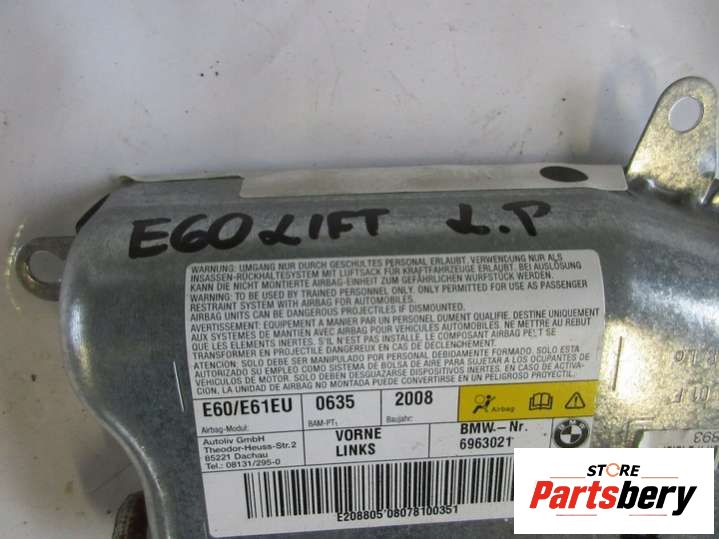 E60 LIFT L.P
WARNUNG: UMGANG NUR DURCH GESCHULTES PERSONAL ERLAUBT. VERWENDUNG NUR ALS
INSASSEN-RÜCKHALTESYSTEM MIT LUFTSACK FÜR KRAFTFAHRZEUGE ERLAUBT. BEI AUSLÖSUNG
KANN DIE NICHT MONTIERTE AIRBAG-EINHEIT ZUM GEFÄHRLICHEN WURFSTÜCK WERDEN.
WARNING: TO BE USED BY TRAINED PERSONNEL ONLY. ONLY PERMITTED FOR USE AS PASSENGER
RESTRAINT SYSTEM WITH AIRBAG FOR AUTOMOBILES.
AIRBAG UNITS CAN BE DANGEROUS PROJECTILES IF DISMOUNTED.
AVERTISSEMENT: EQUIPEMENT A MANIER PAR UN PERSONNEL DUMENT QUALIFIE. DESTINE UNIQUEMENT
AUX SYSTEMES DE MANTIEN AVEC AIRBAG POUR VEHICULES AUTOMOBILES. NE METTRE AU REBUT
QUE LES ELEMENTS INERTES. S'IL N'EST PAS INSTALLE, LE COMPOSANT AIRBAG PEUT SE
TRANSFORMER EN PROJECTILE DANGEREUX EN CAS DE DECLENCHEMENT.
ATENCION: SOLO DEBE SER MANIPULADO POR PERSONAL DEBIDAMENTE FORMADO. SOLO ESTA
AUTORIZADO SU EMPLEO COMO SISTEMA DE BOLSA DE AIRE PARA SUJETAR A LOS OCUPANTES DE
VEHICULOS DE MOTOR. SOLO DEBEN DESGUAZARSE DISPOSITIVOS INERTES. EN CASO DE ACTIVA-
CION, LA UNIDAD DE AIRBAG NO MONTADA PUEDE CONVERTIRSE EN PROYECTIL PELIGROSO.
E60/E61EU 0635 2008 Airbag
Airbag-Modul: BAM-PT: Baujahr:
Autoliv GmbH
Theodor-Heuss-Str.2
85221 Dachau
Tel.: 08131/295-0
VORNE
LINKS
BMW.-Nr.
6963021
E208805'08078100351
STORE
Partsbery